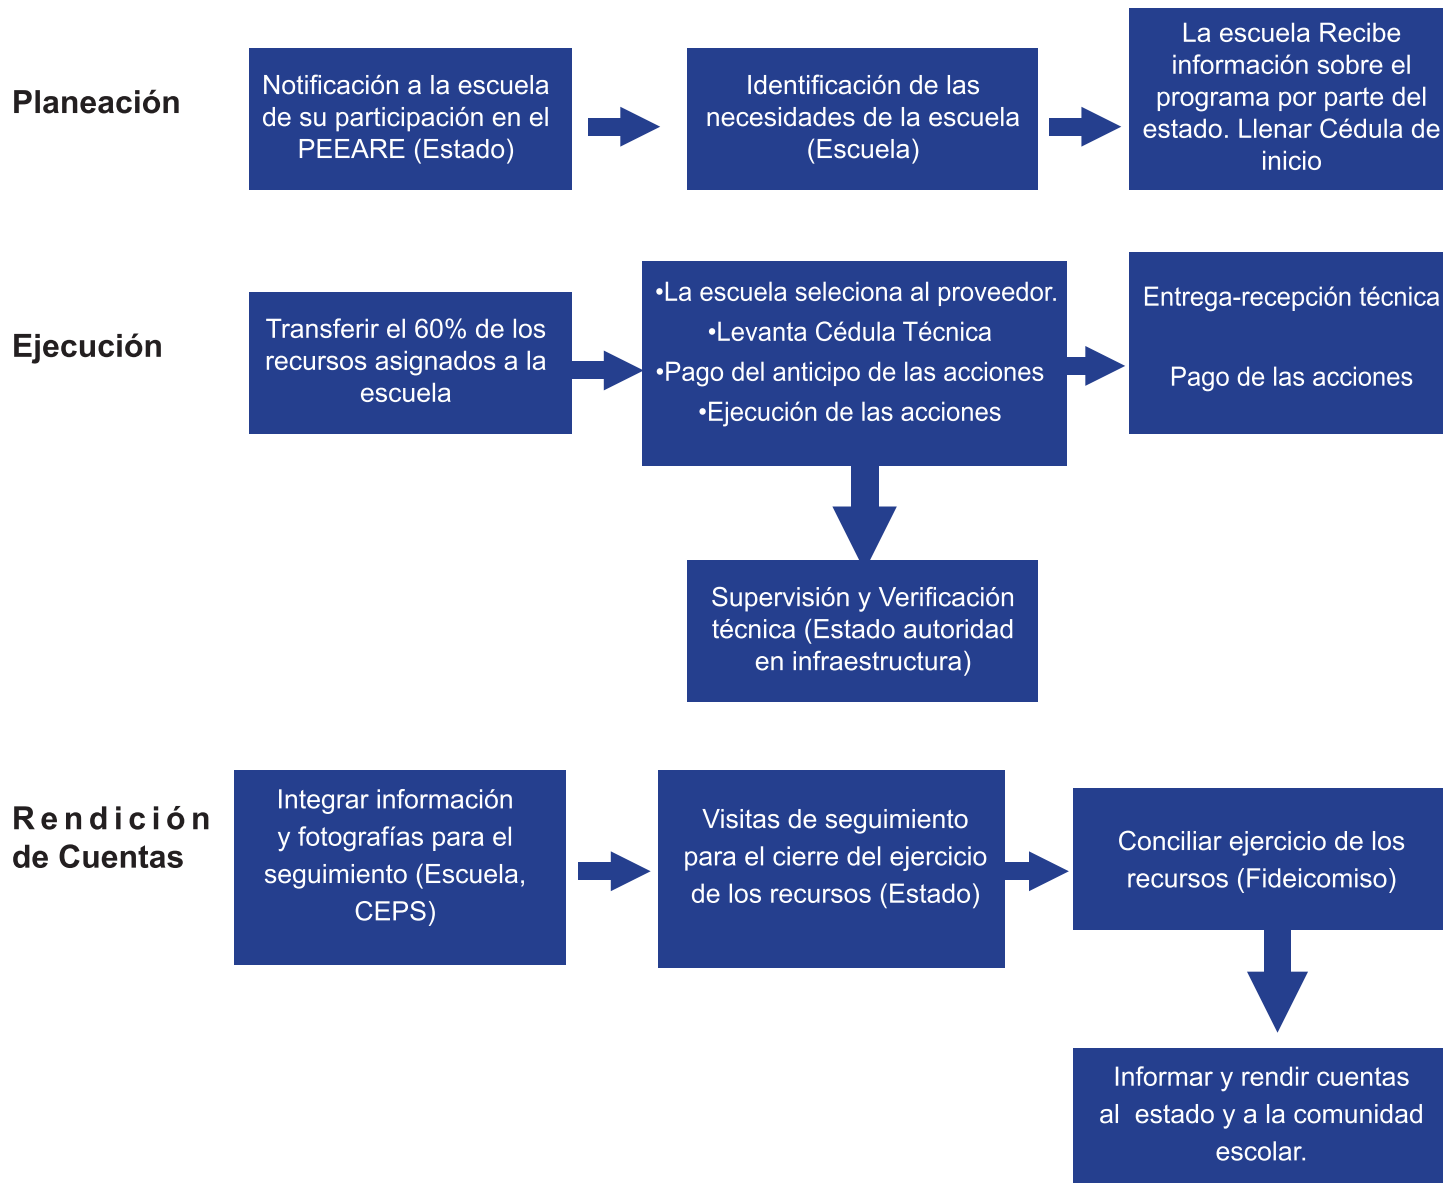 Planeación
Notificación a la escuela
de su participación en el
PEEARE (Estado)
Identificación de las
necesidades de la escuela
(Escuela)
La escuela Recibe
información sobre el
programa por parte del
estado. Llenar Cédula de
inicio
Ejecución
Transferir el 60% de los
recursos asignados a la
escuela
•La escuela seleciona al proveedor.
•Levanta Cédula Técnica
•Pago del anticipo de las acciones
•Ejecución de las acciones
Entrega-recepción técnica
Pago de las acciones
Supervisión y Verificación
técnica (Estado autoridad
en infraestructura)
Rendición
de Cuentas
Integrar información
y fotografías para el
seguimiento (Escuela,
CEPS)
Visitas de seguimiento
para el cierre del ejercicio
de los recursos (Estado)
Conciliar ejercicio de los
recursos (Fideicomiso)
Informar y rendir cuentas
al estado y a la comunidad
escolar.